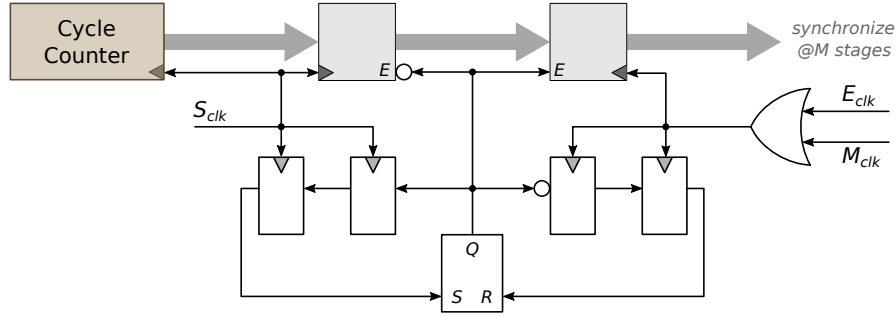 Cycle
Counter
E
E
synchronize
@M stages
S_clk
E_clk
M_clk
Q
S
R